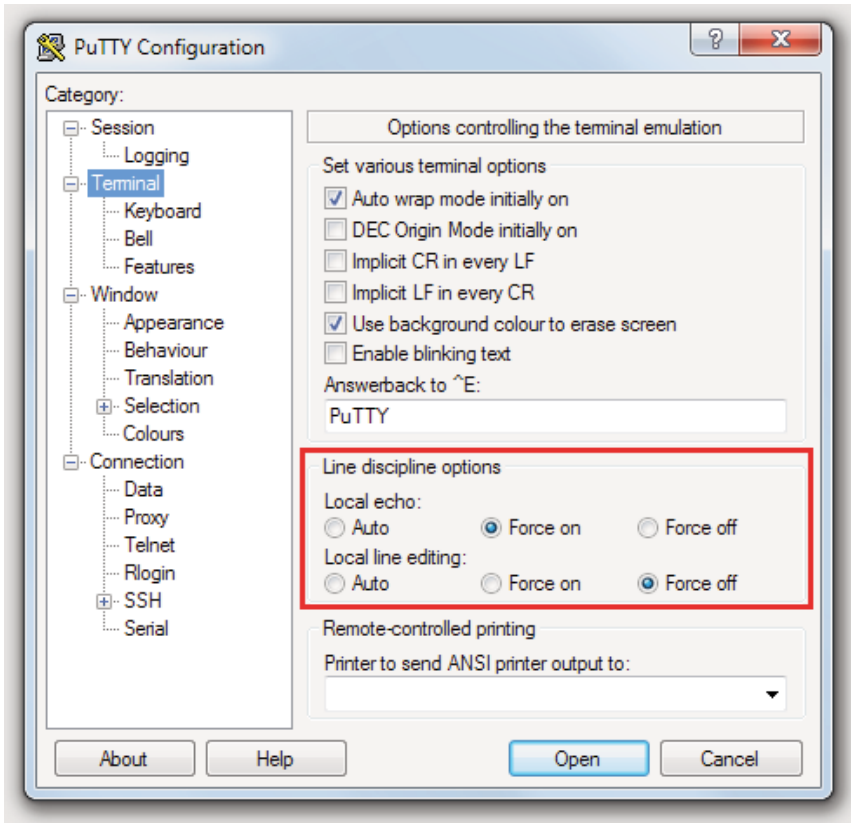 PuTTY Configuration
?
Category:
Session
Logging
Terminal
Keyboard
Bell
Features
Window
Appearance
Behaviour
Translation
Selection
Colours
Connection
Data
Proxy
Telnet
Rlogin
SSH
Serial
Options controlling the terminal emulation
Set various terminal options
Auto wrap mode initially on
DEC Origin Mode initially on
Implicit CR in every LF
Implicit LF in every CR
Use background colour to erase screen
Enable blinking text
Answerback to ^E:
PuTTY
Line discipline options
Local echo:
Auto Force on Force off
Local line editing:
Auto Force on Force off
Remote-controlled printing
Printer to send ANSI printer output to:
About Help Open Cancel